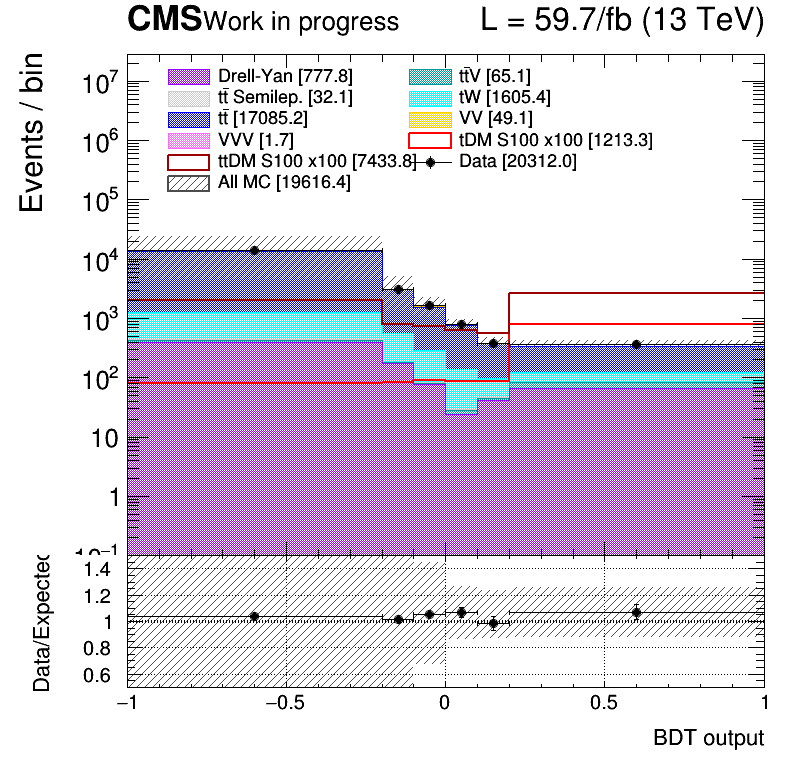 CMS Work in progress L = 59.7/fb (13 TeV)
Events / bin
10⁷
10⁶
10⁵
10⁴
10³
10²
10
1
10⁻¹
Drell-Yan [777.8] tt̄V [65.1]
tt̄ Semilep. [32.1] tW [1605.4]
tt̄ [17085.2] VV [49.1]
VVV [1.7] tDM S100 x100 [1213.3]
ttDM S100 x100 [7433.8] Data [20312.0]
All MC [19616.4]
Data/Expected
1.4
1.2
1
0.8
0.6
−1 −0.5 0 0.5 1
BDT output